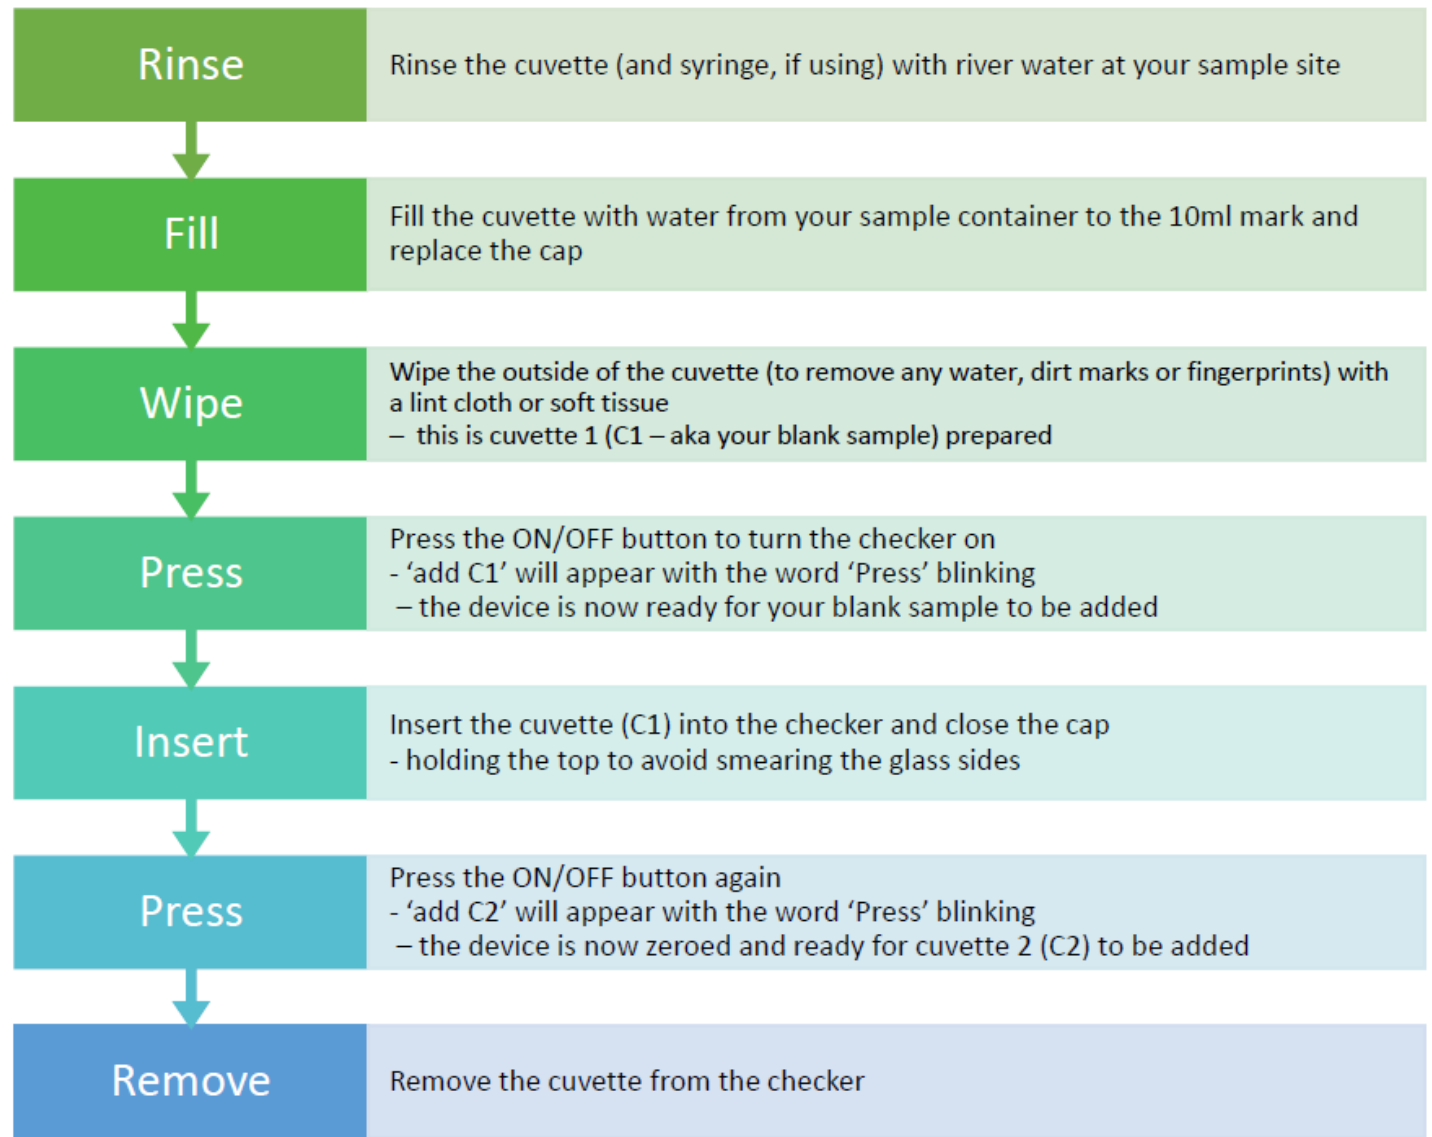 Rinse
Rinse the cuvette (and syringe, if using) with river water at your sample site
Fill
Fill the cuvette with water from your sample container to the 10ml mark and
replace the cap
Wipe
Wipe the outside of the cuvette (to remove any water, dirt marks or fingerprints) with
a lint cloth or soft tissue
– this is cuvette 1 (C1 – aka your blank sample) prepared
Press
Press the ON/OFF button to turn the checker on
- ‘add C1’ will appear with the word ‘Press’ blinking
– the device is now ready for your blank sample to be added
Insert
Insert the cuvette (C1) into the checker and close the cap
- holding the top to avoid smearing the glass sides
Press
Press the ON/OFF button again
- ‘add C2’ will appear with the word ‘Press’ blinking
– the device is now zeroed and ready for cuvette 2 (C2) to be added
Remove
Remove the cuvette from the checker